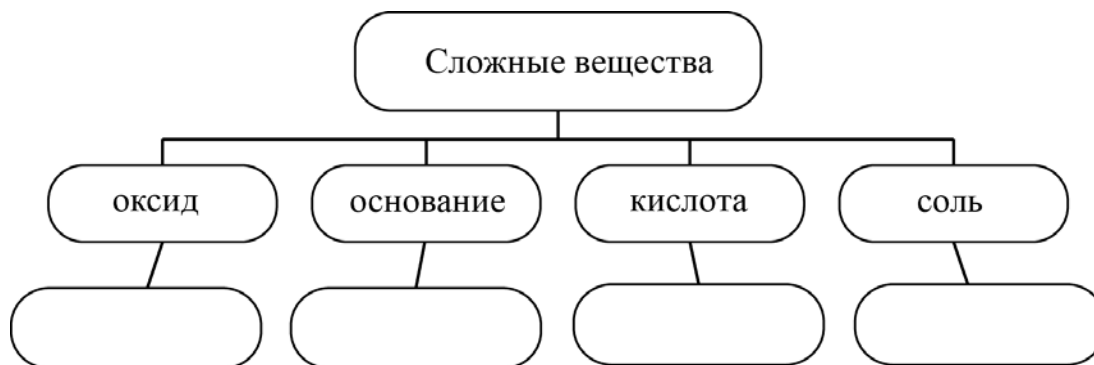 Сложные вещества
оксид
основание
кислота
соль